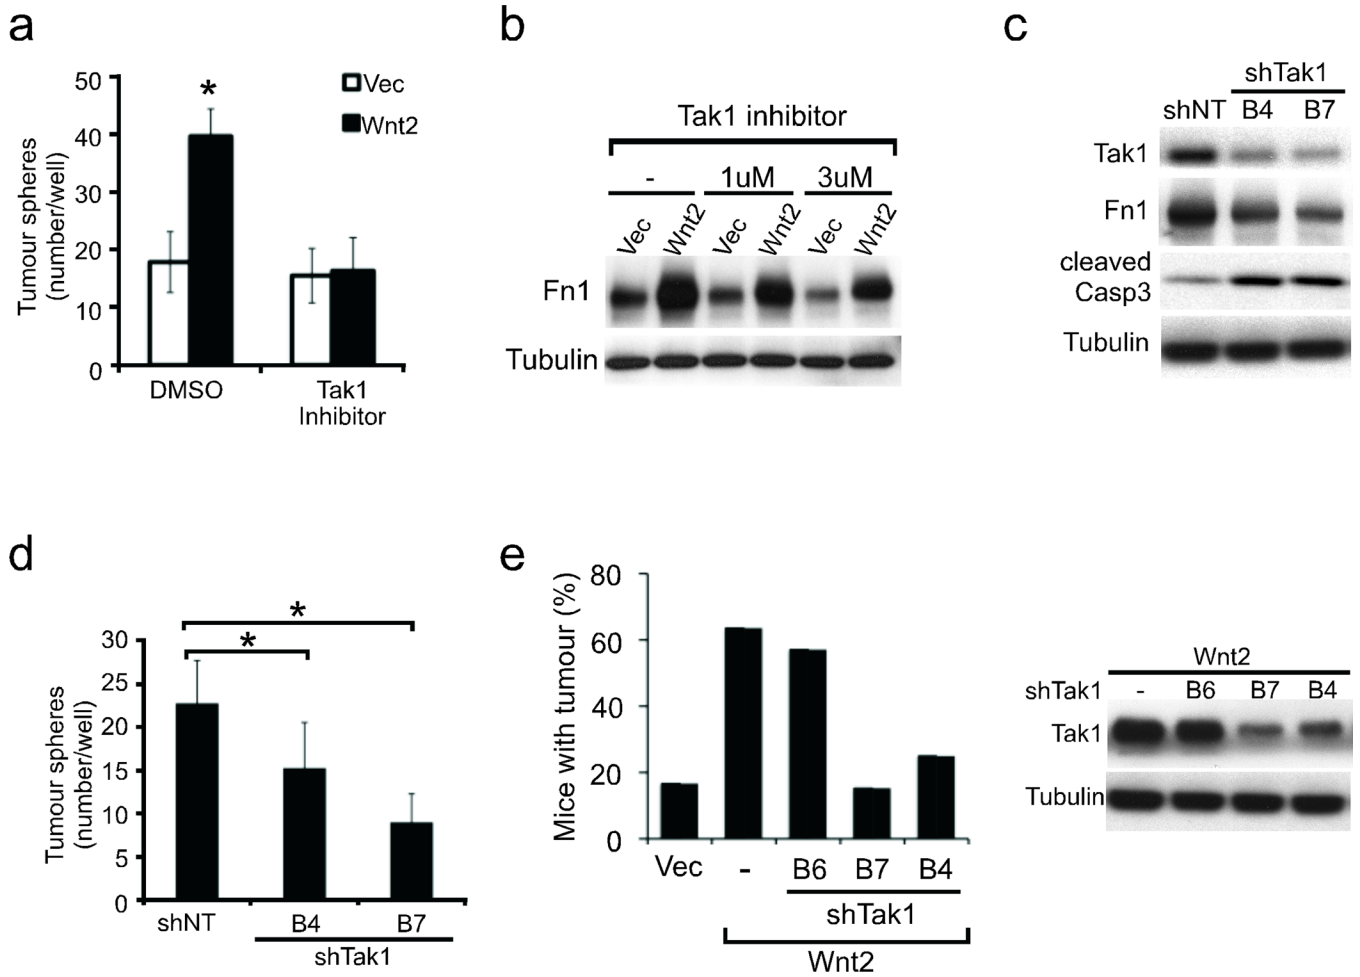 a
50
40
30
20
10
0
Tumour spheres
(number/well)
*
Vec
Wnt2
DMSO
Tak1
Inhibitor
b
Tak1 inhibitor
- 1uM 3uM
Vec Wnt2 Vec Wnt2 Vec Wnt2
Fn1
Tubulin
c
shTak1
shNT B4 B7
Tak1
Fn1
cleaved
Casp3
Tubulin
d
30
25
20
15
10
5
0
Tumour spheres
(number/well)
*
*
shNT B4 B7
shTak1
e
80
60
40
20
0
Mice with tumour (%)
Vec - B6 B7 B4
shTak1
Wnt2
Wnt2
shTak1 - B6 B7 B4
Tak1
Tubulin